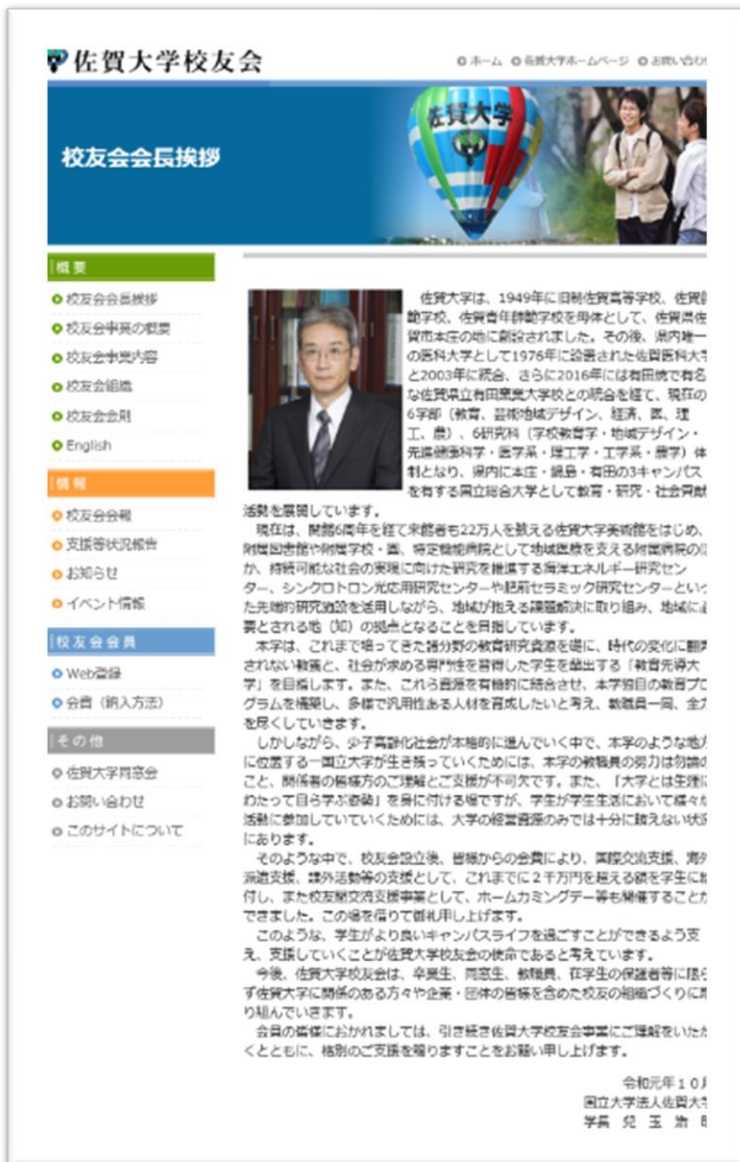 佐賀大学校友会
ホーム 佐賀大学ホームページ お問い合わ
佐賀大学
校友会会長挨拶
概要
校友会会長挨拶
校友会事業の概要
校友会事業内容
校友会組織
校友会会則
English
情報
校友会会報
支援等状況報告
お知らせ
イベント情報
校友会会員
Web登録
会費（納入方法）
その他
佐賀大学同窓会
お問い合わせ
このサイトについて
佐賀大学は、1949年に旧制佐賀高等学校、佐賀師
範学校、佐賀青年師範学校を母体として、佐賀県佐
賀市本庄の地に創設されました。その後、県内唯一
の医科大学として1976年に設置された佐賀医科大学
と2003年に統合、さらに2016年には有田焼で有名
な佐賀県立有田窯業大学校との統合を経て、現在の
6学部（教育、芸術地域デザイン、経済、医、理
工、農）、6研究科（学校教育学・地域デザイン・
先進健康科学・医学系・理工学・工学系・農学）体
制となり、県内に本庄・鍋島・有田の3キャンパス
を有する国立総合大学として教育・研究・社会貢献
活動を展開しています。
現在は、開館6周年を経て来館者も22万人を数える佐賀大学美術館をはじめ、
附属図書館や附属学校・園、特定機能病院として地域医療を支える附属病院のほ
か、持続可能な社会の実現に向けた研究を推進する海洋エネルギー研究セン
ター、シンクロトロン光応用研究センターや肥前セラミック研究センターといっ
た先端的研究施設を活用しながら、地域が抱える課題解決に取り組み、地域に必
要とされる地（知）の拠点となることを目指しています。
本学は、これまで培ってきた諸分野の教育研究資源を礎に、時代の変化に翻弄
されない教養と、社会が求める専門性を習得した学生を輩出する「教育先導大
学」を目指します。また、これら資源を有機的に結合させ、本学独自の教育プロ
グラムを構築し、多様で汎用性ある人材を育成したいと考え、教職員一同、全力
を尽くしていきます。
しかしながら、少子高齢化社会が本格的に進んでいく中で、本学のような地方
に位置する一国立大学が生き残っていくためには、本学の教職員の努力は勿論の
こと、関係者の皆様方のご理解とご支援が不可欠です。また、「大学とは生涯に
わたって自ら学ぶ姿勢」を身に付ける場ですが、学生が学生生活において様々な
活動に参加していていくためには、大学の経営資源のみでは十分に賄えない状況
にあります。
そのような中で、校友会設立後、皆様からの会費により、国際交流支援、海外
派遣支援、課外活動等の支援として、これまでに２千万円を超える額を学生に給
付し、また校友間交流支援事業として、ホームカミングデー等も開催することが
できました。この場を借りて御礼申し上げます。
このような、学生がより良いキャンパスライフを過ごすことができるよう支
え、支援していくことが佐賀大学校友会の使命であると考えています。
今後、佐賀大学校友会は、卒業生、同窓生、教職員、在学生の保護者等に限ら
ず佐賀大学に関係のある方々や企業・団体の皆様を含めた校友の組織づくりに取
り組んでいきます。
会員の皆様におかれましては、引き続き佐賀大学校友会事業にご理解をいただ
くとともに、格別のご支援を賜りますことをお願い申し上げます。
令和元年１０月
国立大学法人佐賀大学
学長 兒 玉 浩 明